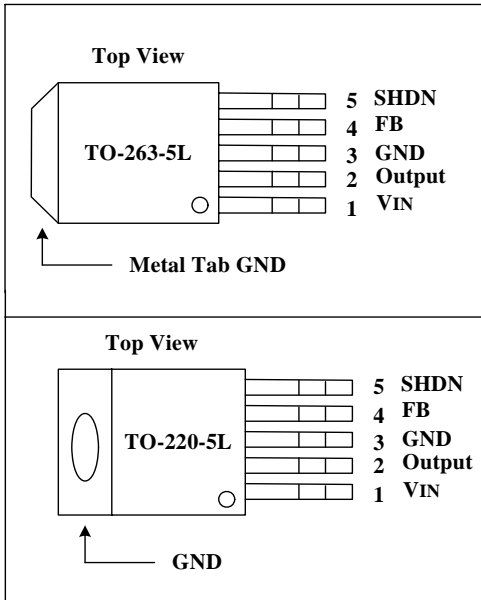 Top View
TO-263-5L
5 SHDN
4 FB
3 GND
2 Output
1 VIN
Metal Tab GND
Top View
TO-220-5L
5 SHDN
4 FB
3 GND
2 Output
1 VIN
GND